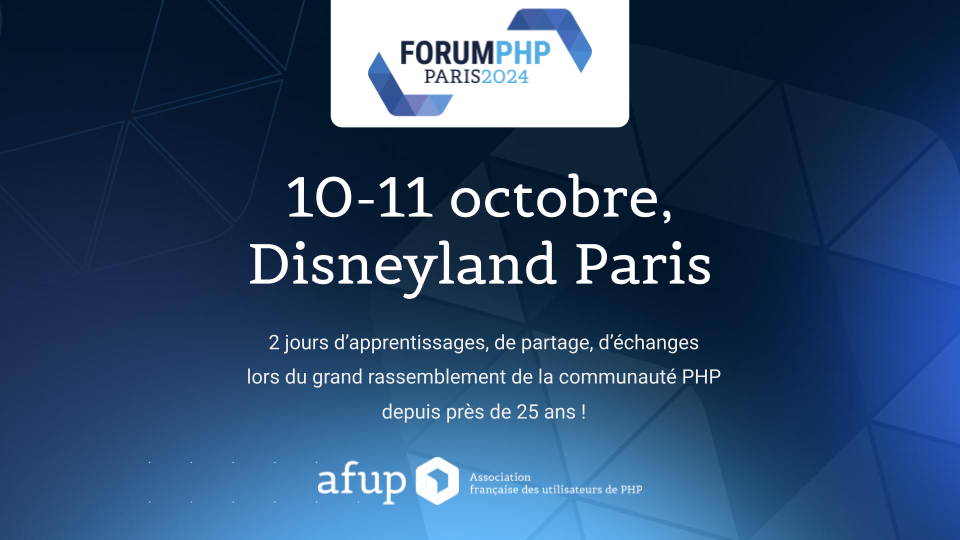 FORUMPHP
PARIS2024
10-11 octobre,
Disneyland Paris
2 jours d’apprentissages, de partage, d’échanges
lors du grand rassemblement de la communauté PHP
depuis près de 25 ans !
afup
Association
française des utilisateurs de PHP